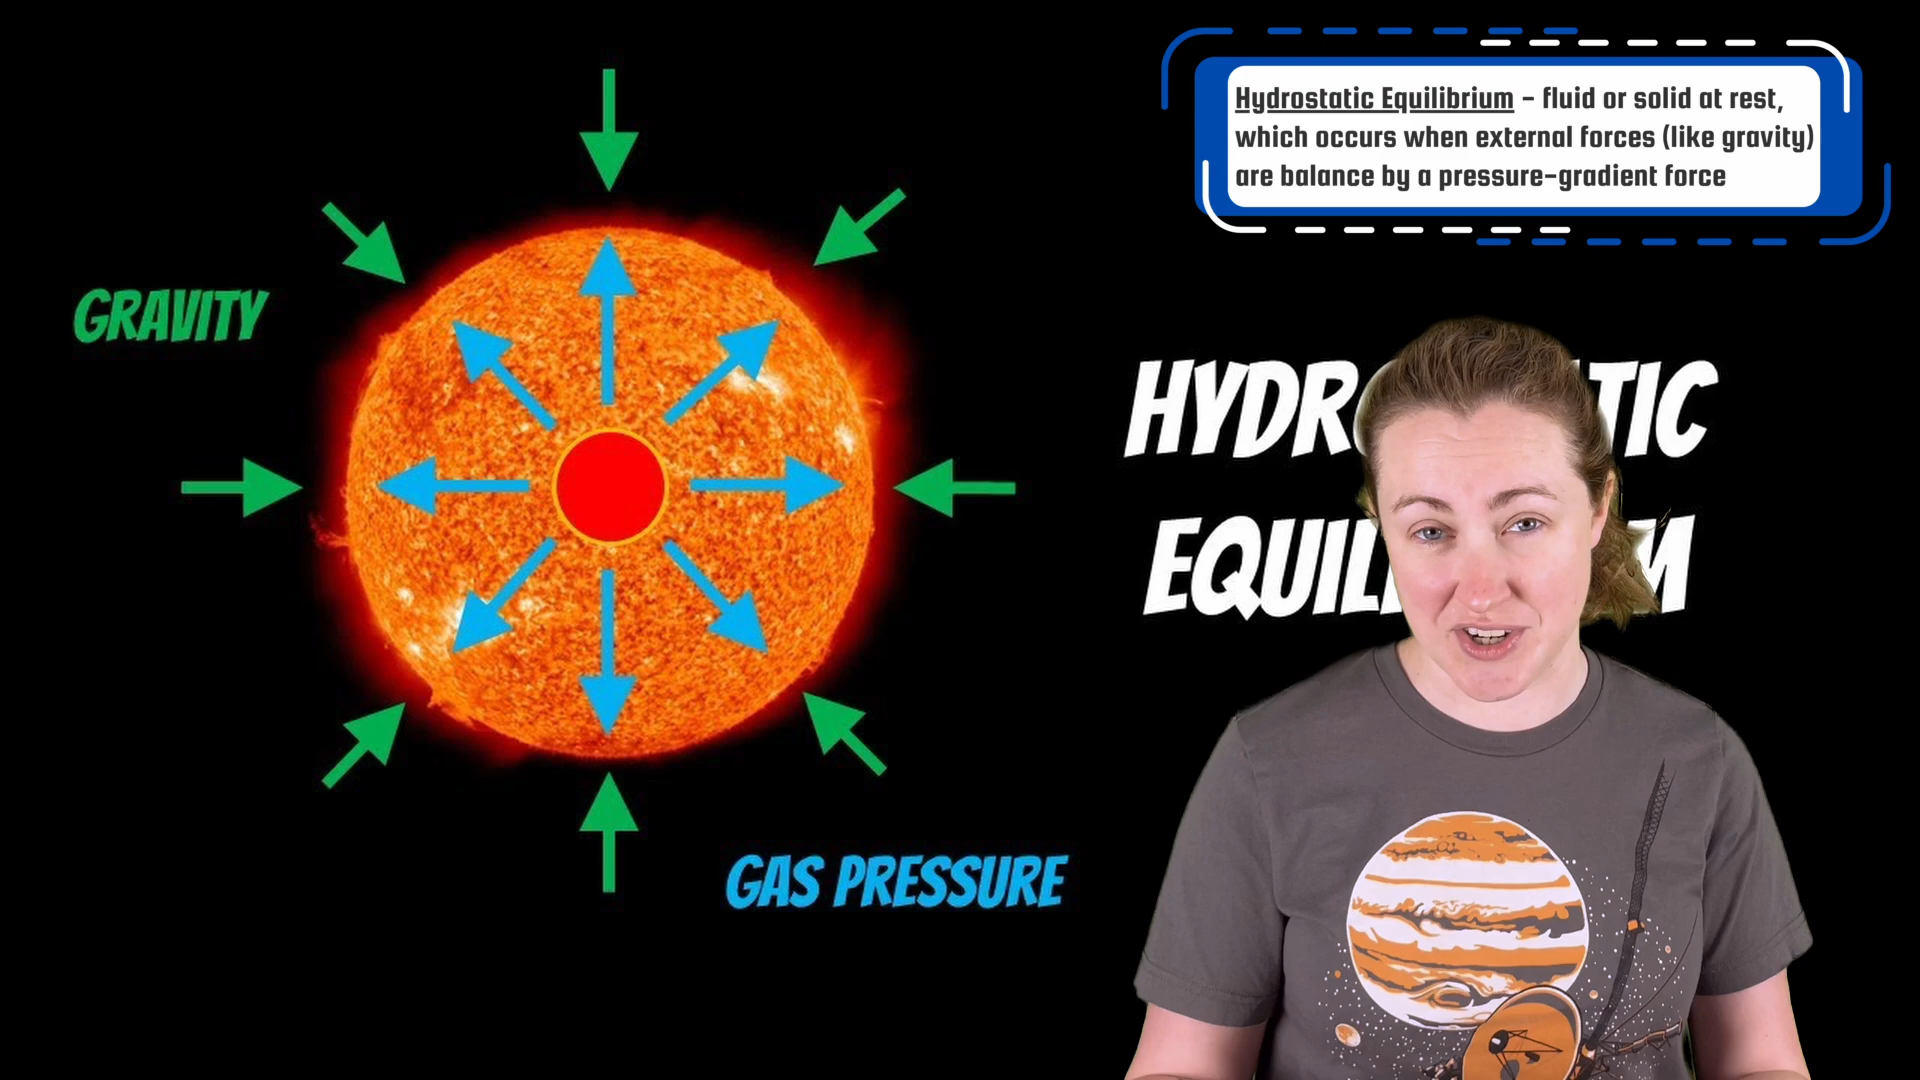 Hydrostatic Equilibrium - fluid or solid at rest,
which occurs when external forces (like gravity)
are balance by a pressure-gradient force
GRAVITY
HYDR TIC
EQUIL M
GAS PRESSURE